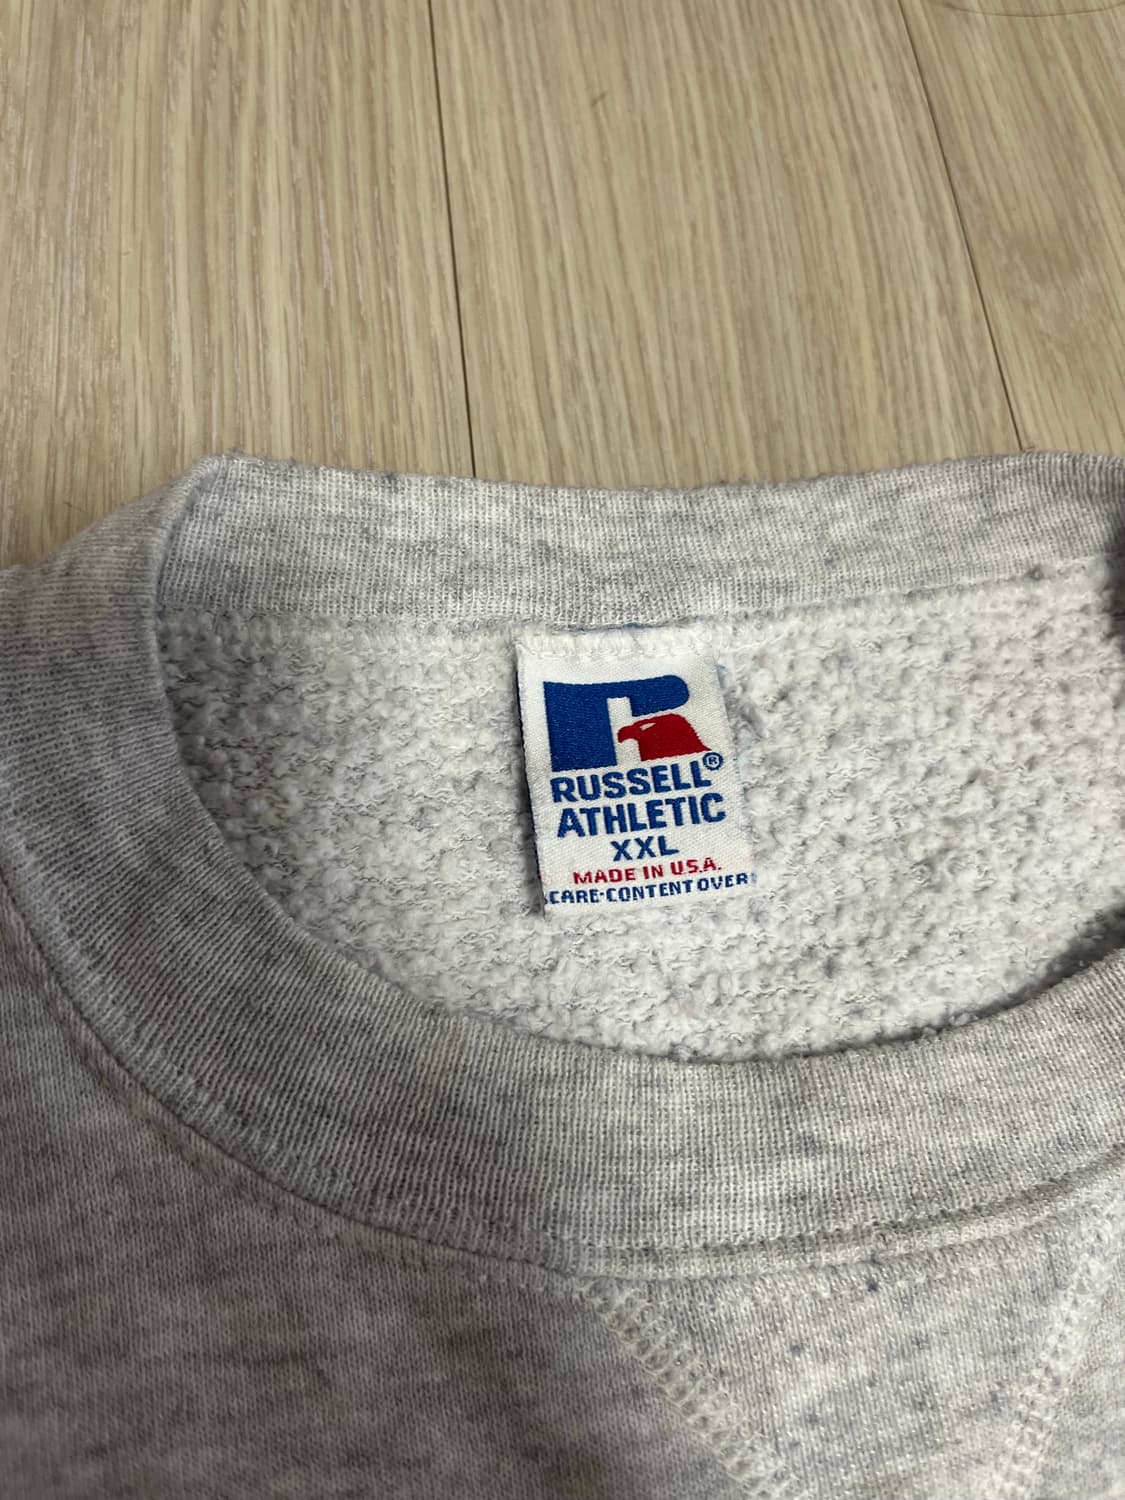 R
RUSSELL®
ATHLETIC
XXL
MADE IN U.S.A.
CARE-CONTENT OVER